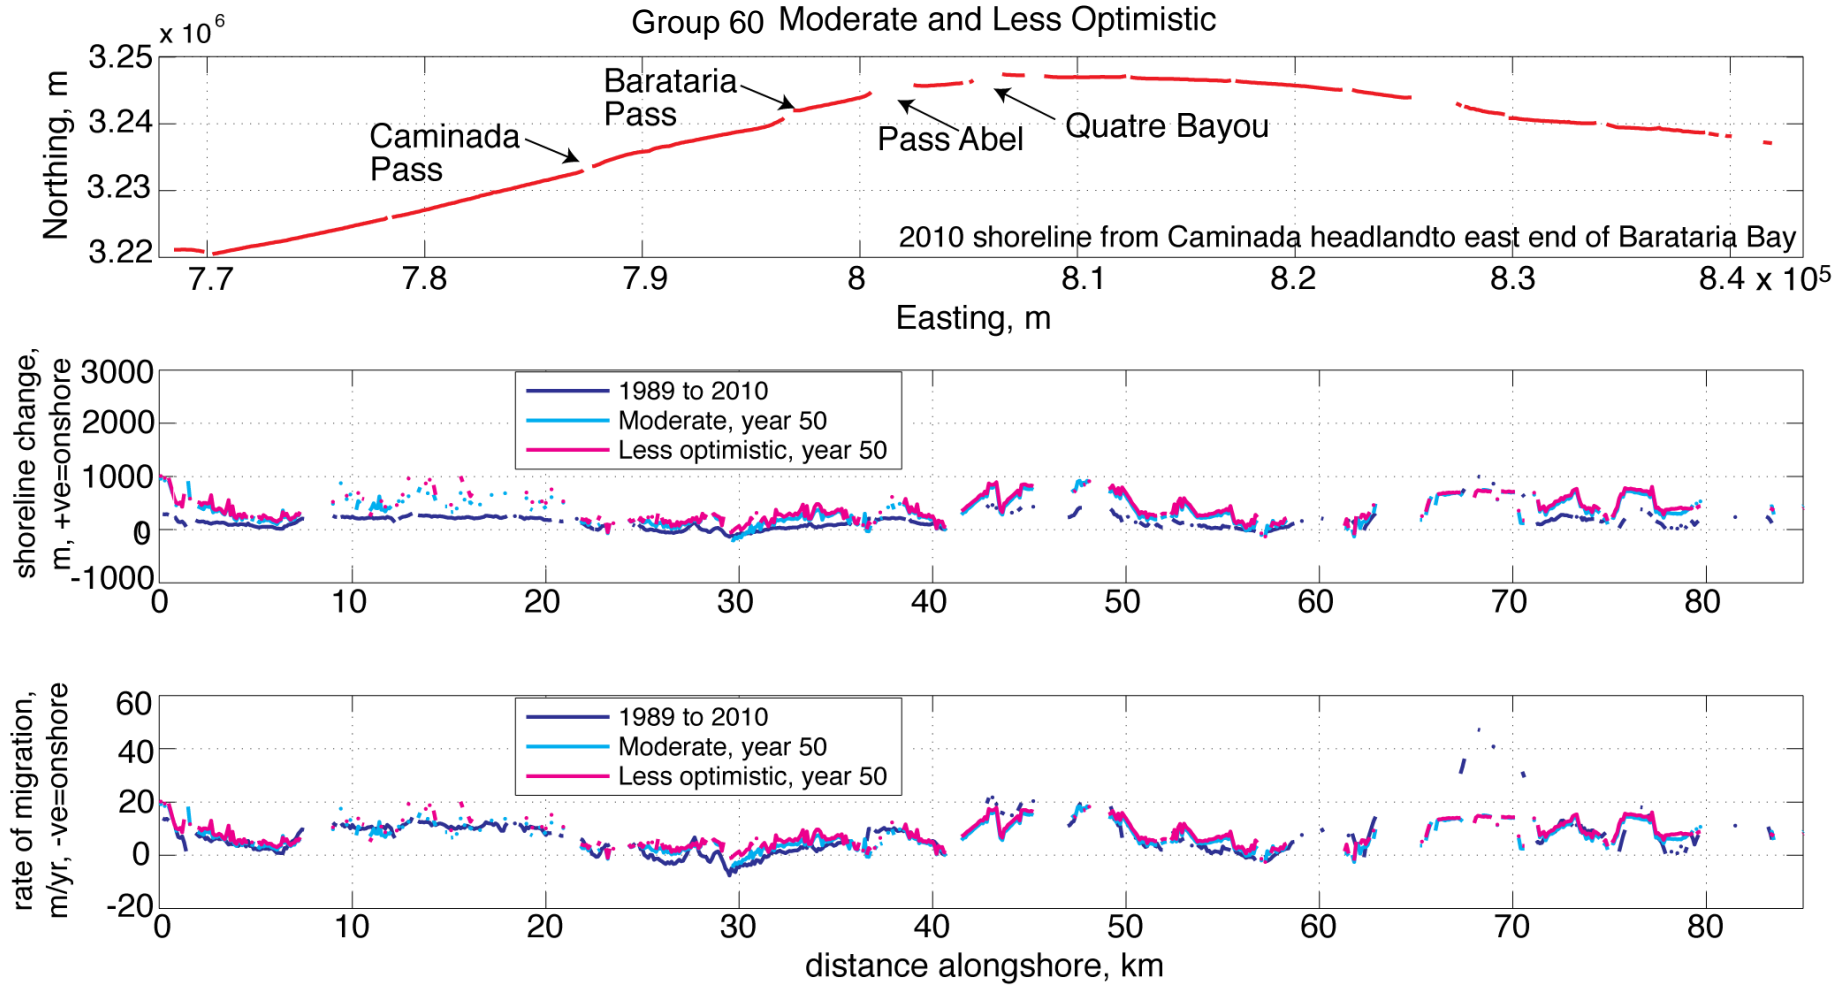 Group 60 Moderate and Less Optimistic
x 10⁶
3.25
3.24
3.23
3.22
Northing, m
Caminada
Pass
Barataria
Pass
Pass Abel
Quatre Bayou
2010 shoreline from Caminada headlandto east end of Barataria Bay
7.7 7.8 7.9 8 8.1 8.2 8.3 8.4 x 10⁵
Easting, m
shoreline change,
m, +ve=onshore
3000
2000
1000
0
-1000
1989 to 2010
Moderate, year 50
Less optimistic, year 50
0 10 20 30 40 50 60 70 80
rate of migration,
m/yr, -ve=onshore
60
40
20
0
-20
1989 to 2010
Moderate, year 50
Less optimistic, year 50
0 10 20 30 40 50 60 70 80
distance alongshore, km